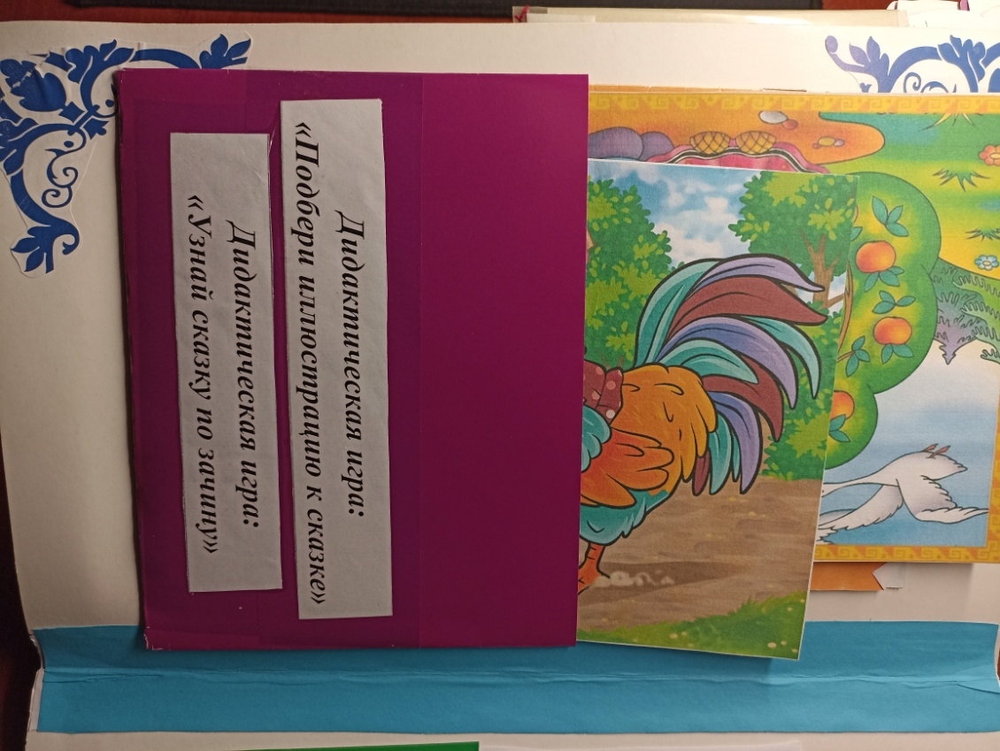 Дидактическая игра:
«Подбери иллюстрацию к сказке»
Дидактическая игра:
«Узнай сказку по зачину»